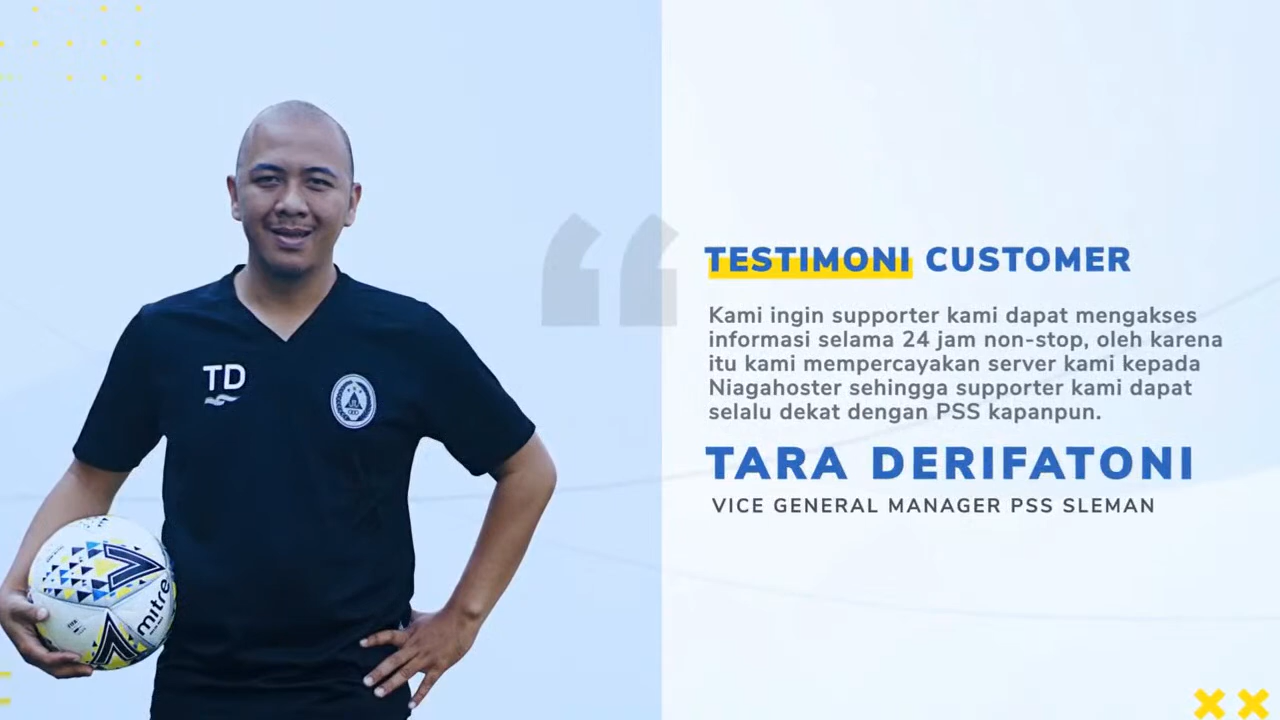 TESTIMONI CUSTOMER
Kami ingin supporter kami dapat mengakses
informasi selama 24 jam non-stop, oleh karena
itu kami mempercayakan server kami kepada
Niagahoster sehingga supporter kami dapat
selalu dekat dengan PSS kapanpun.
TARA DERIFATONI
VICE GENERAL MANAGER PSS SLEMAN
TD
mitre